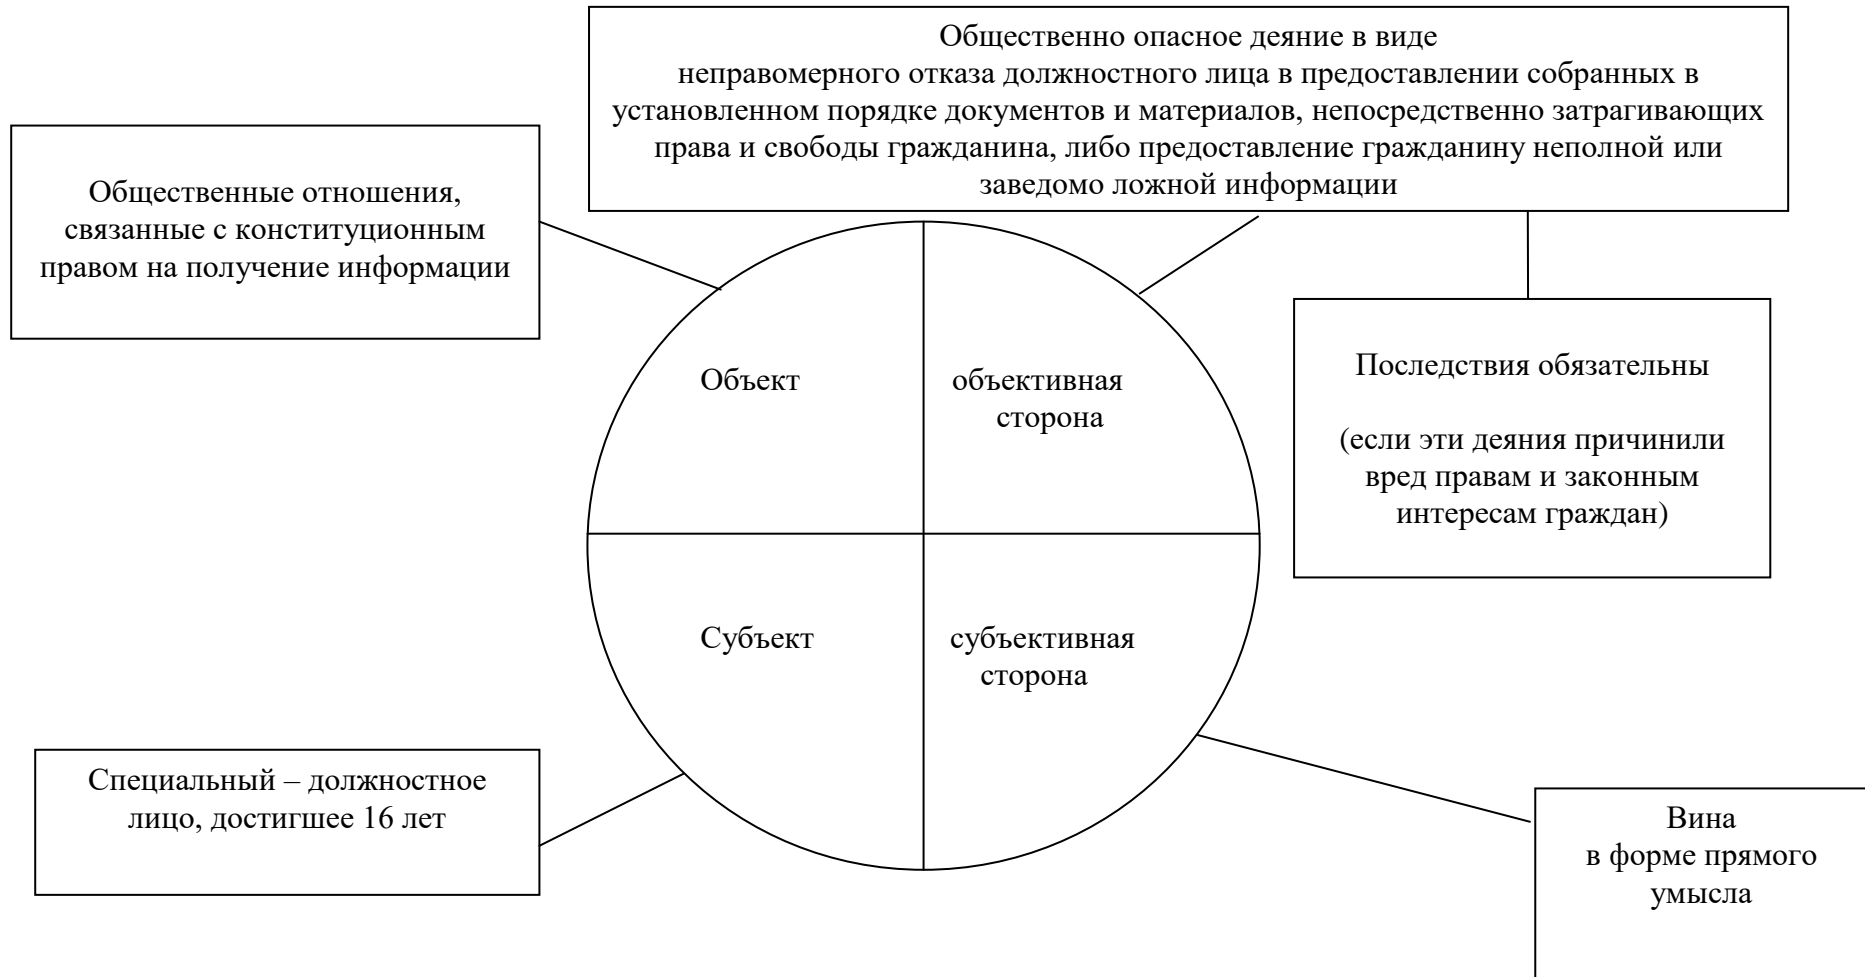 Общественно опасное деяние в виде
неправомерного отказа должностного лица в предоставлении собранных в
установленном порядке документов и материалов, непосредственно затрагивающих
права и свободы гражданина, либо предоставление гражданину неполной или
заведомо ложной информации
Общественные отношения,
связанные с конституционным
правом на получение информации
Объект
объективная
сторона
Последствия обязательны
(если эти деяния причинили
вред правам и законным
интересам граждан)
Субъект
субъективная
сторона
Специальный – должностное
лицо, достигшее 16 лет
Вина
в форме прямого
умысла